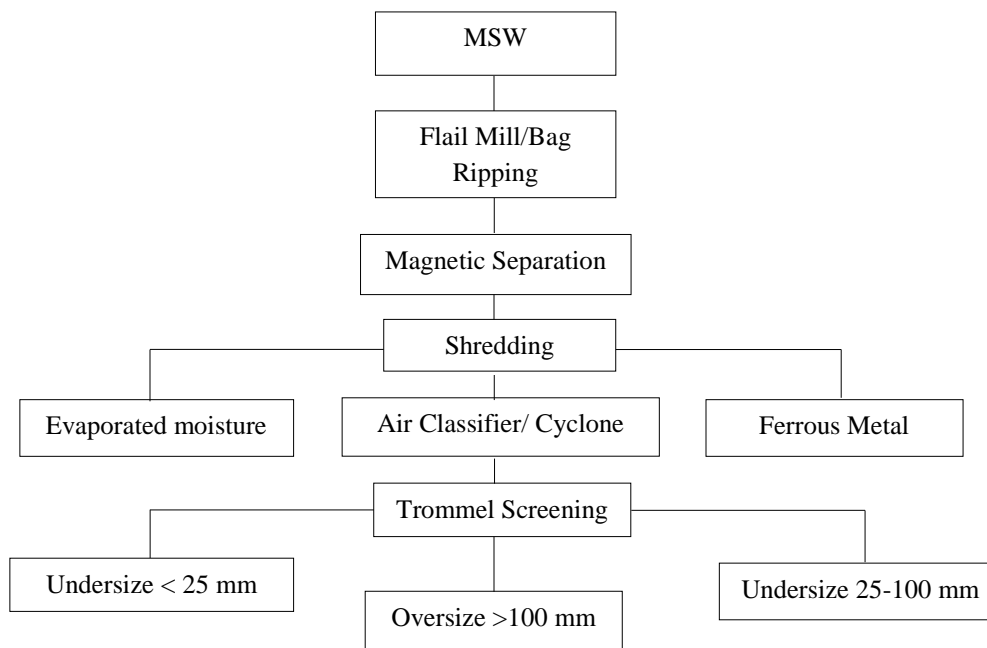 MSW
Flail Mill/Bag
Ripping
Magnetic Separation
Shredding
Evaporated moisture
Air Classifier/ Cyclone
Ferrous Metal
Trommel Screening
Undersize < 25 mm
Oversize >100 mm
Undersize 25-100 mm